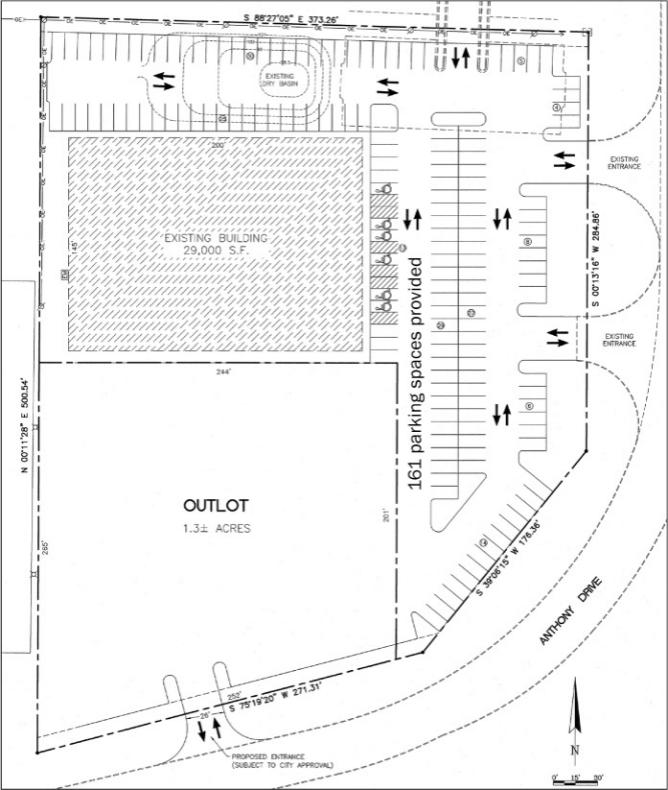 S 88°27'05" E 373.26'
EXISTING
DRY BASIN
EXISTING
ENTRANCE
200'
EXISTING BUILDING
29,000 S.F.
145'
S 00°13'16" W 284.86'
161 parking spaces provided
EXISTING
ENTRANCE
244'
N 00°11'28" E 500.54'
OUTLOT
1.3± ACRES
201'
265'
S 39°06'15" W 176.36'
ANTHONY DRIVE
252'
S 75°19'20" W 271.31'
26'
PROPOSED ENTRANCE
(SUBJECT TO CITY APPROVAL)
N
0' 15' 30'